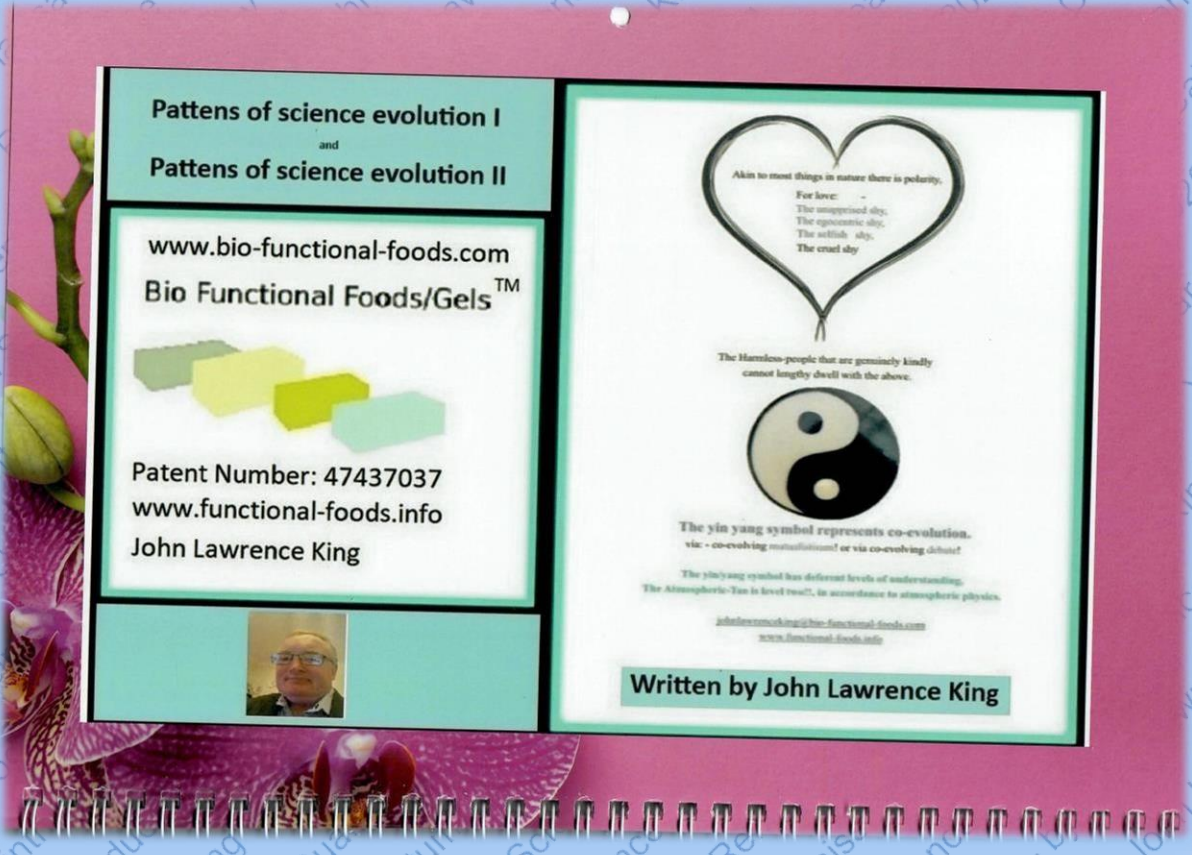 Pattens of science evolution I
and
Pattens of science evolution II
www.bio-functional-foods.com
Bio Functional Foods/Gels™
Patent Number: 47437037
www.functional-foods.info
John Lawrence King
Akin to most things in nature there is polarity,
For love: -
The unapprised shy,
The egocentric shy,
The selfish shy,
The cruel shy
The Harmless-people that are genuinely kindly
cannot lengthy dwell with the above.
The yin yang symbol represents co-evolution.
via: - co-evolving mutualistism! or via co-evolving debate!
The yin/yang symbol has deferent levels of understanding,
The Atmospheric-Tan is level two!!, in accordance to atmospheric physics.
johnlawrenceking@bio-functional-foods.com
www.functional-foods.info
Written by John Lawrence King